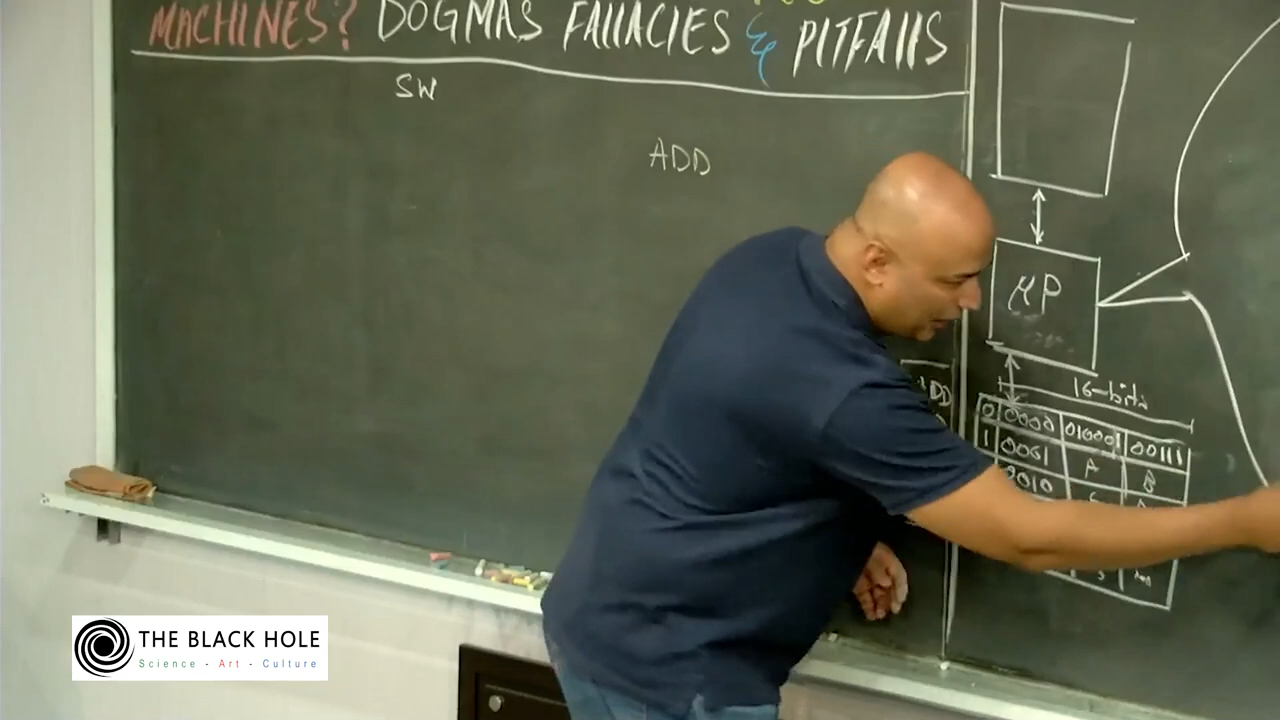 MACHINES? DOGMAS FALLACIES & PITFALLS
SW
ADD
μP
16-bits
0 0000 010001 00111
1 0001 A B
0010
THE BLACK HOLE
Science - Art - Culture